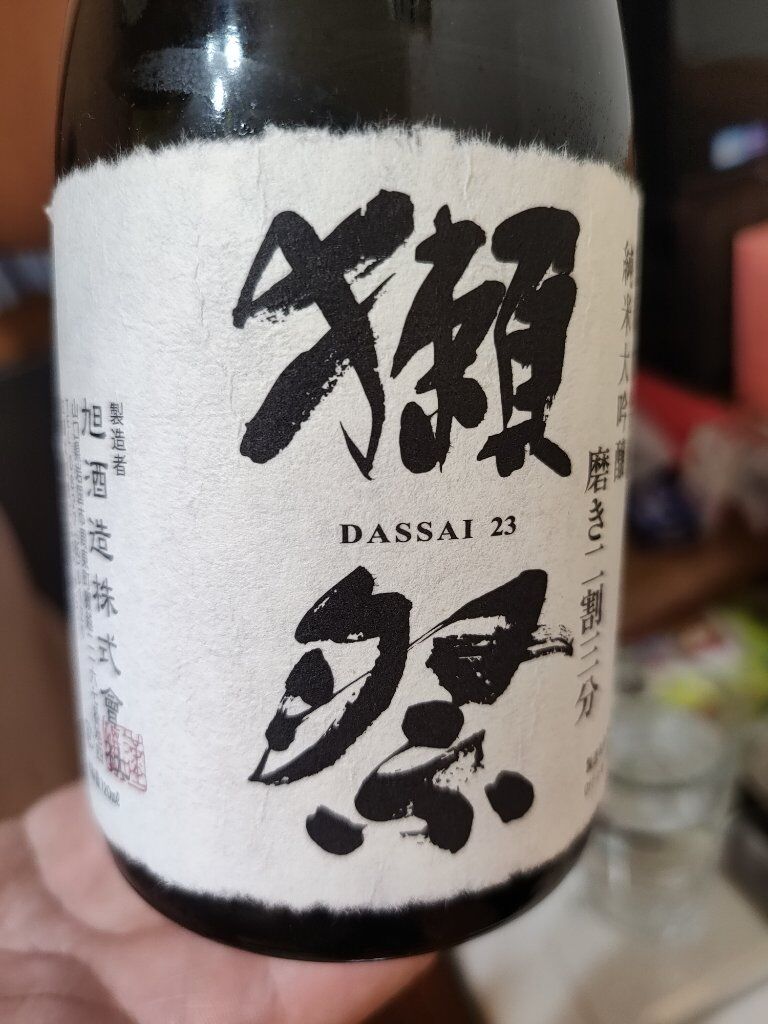 獺祭
DASSAI 23
純米大吟醸
磨き二割三分
製造者
旭酒造株式會社